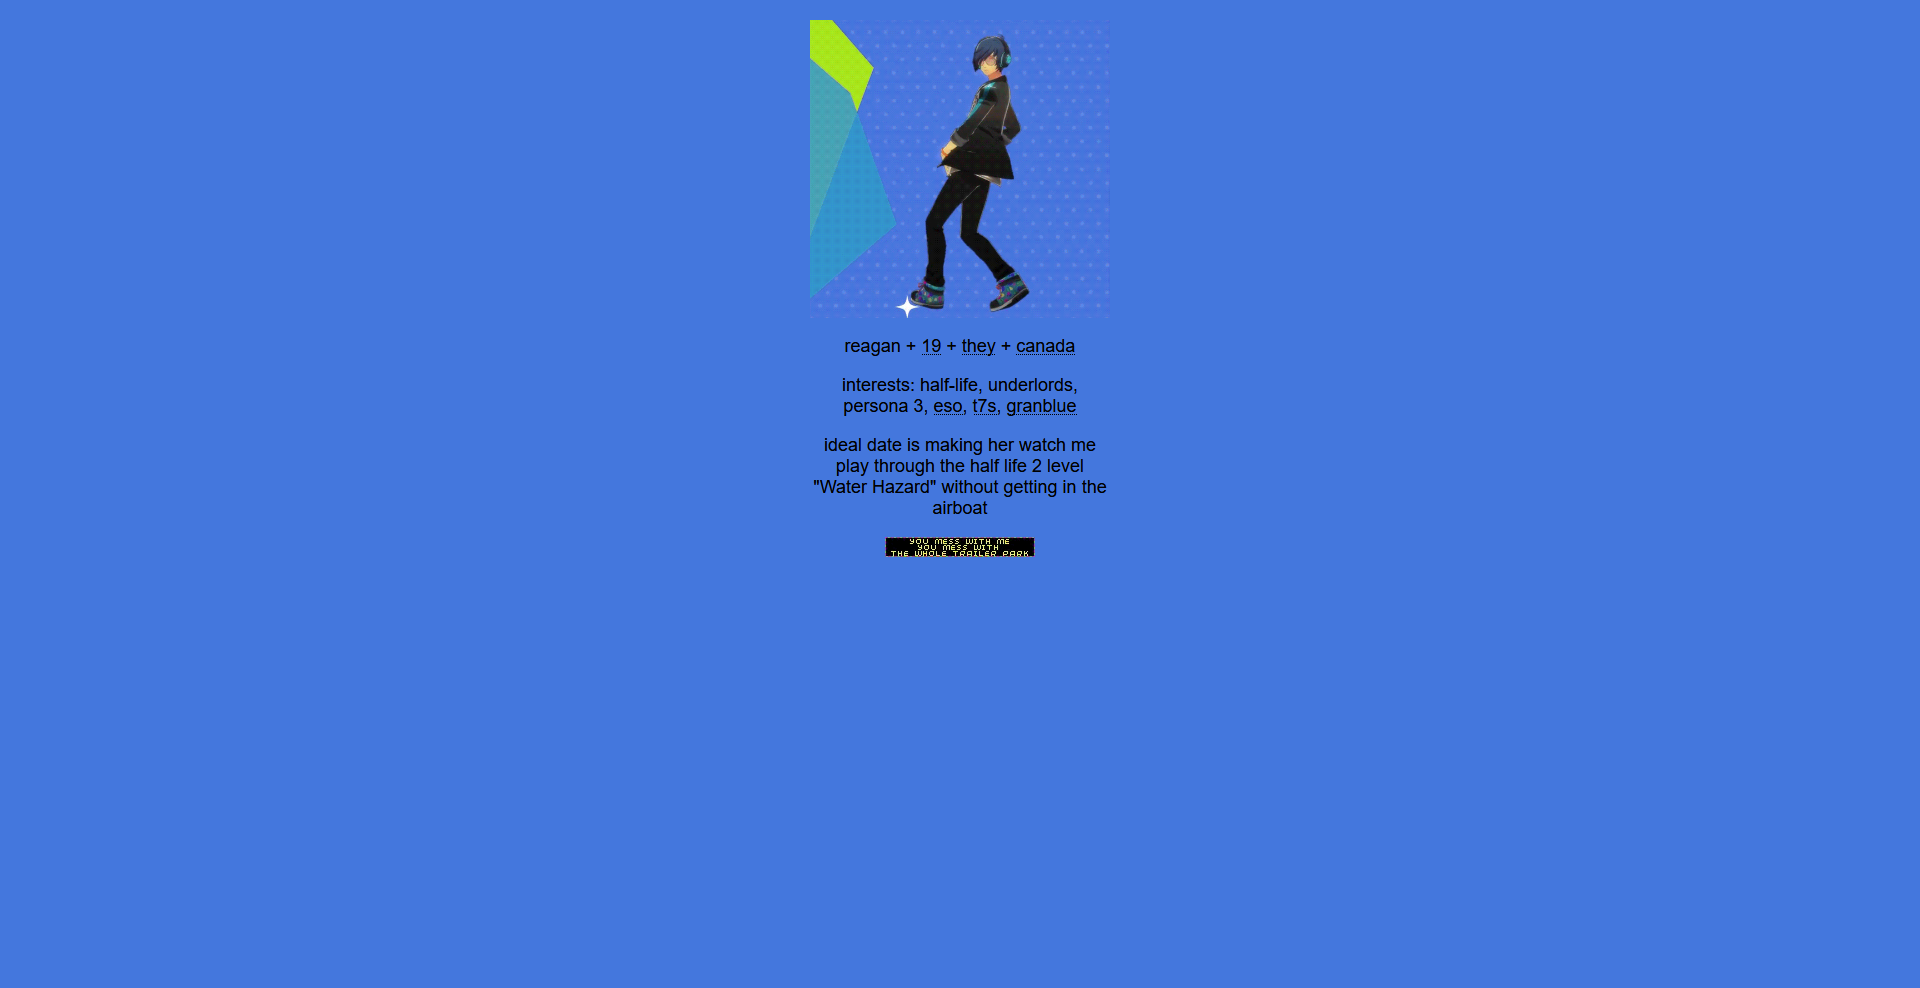 reagan + 19 + they + canada
interests: half-life, underlords,
persona 3, eso, t7s, granblue
ideal date is making her watch me
play through the half life 2 level
"Water Hazard" without getting in the
airboat
YOU MESS WITH ME
YOU MESS WITH
THE WHOLE TRAILER PARK